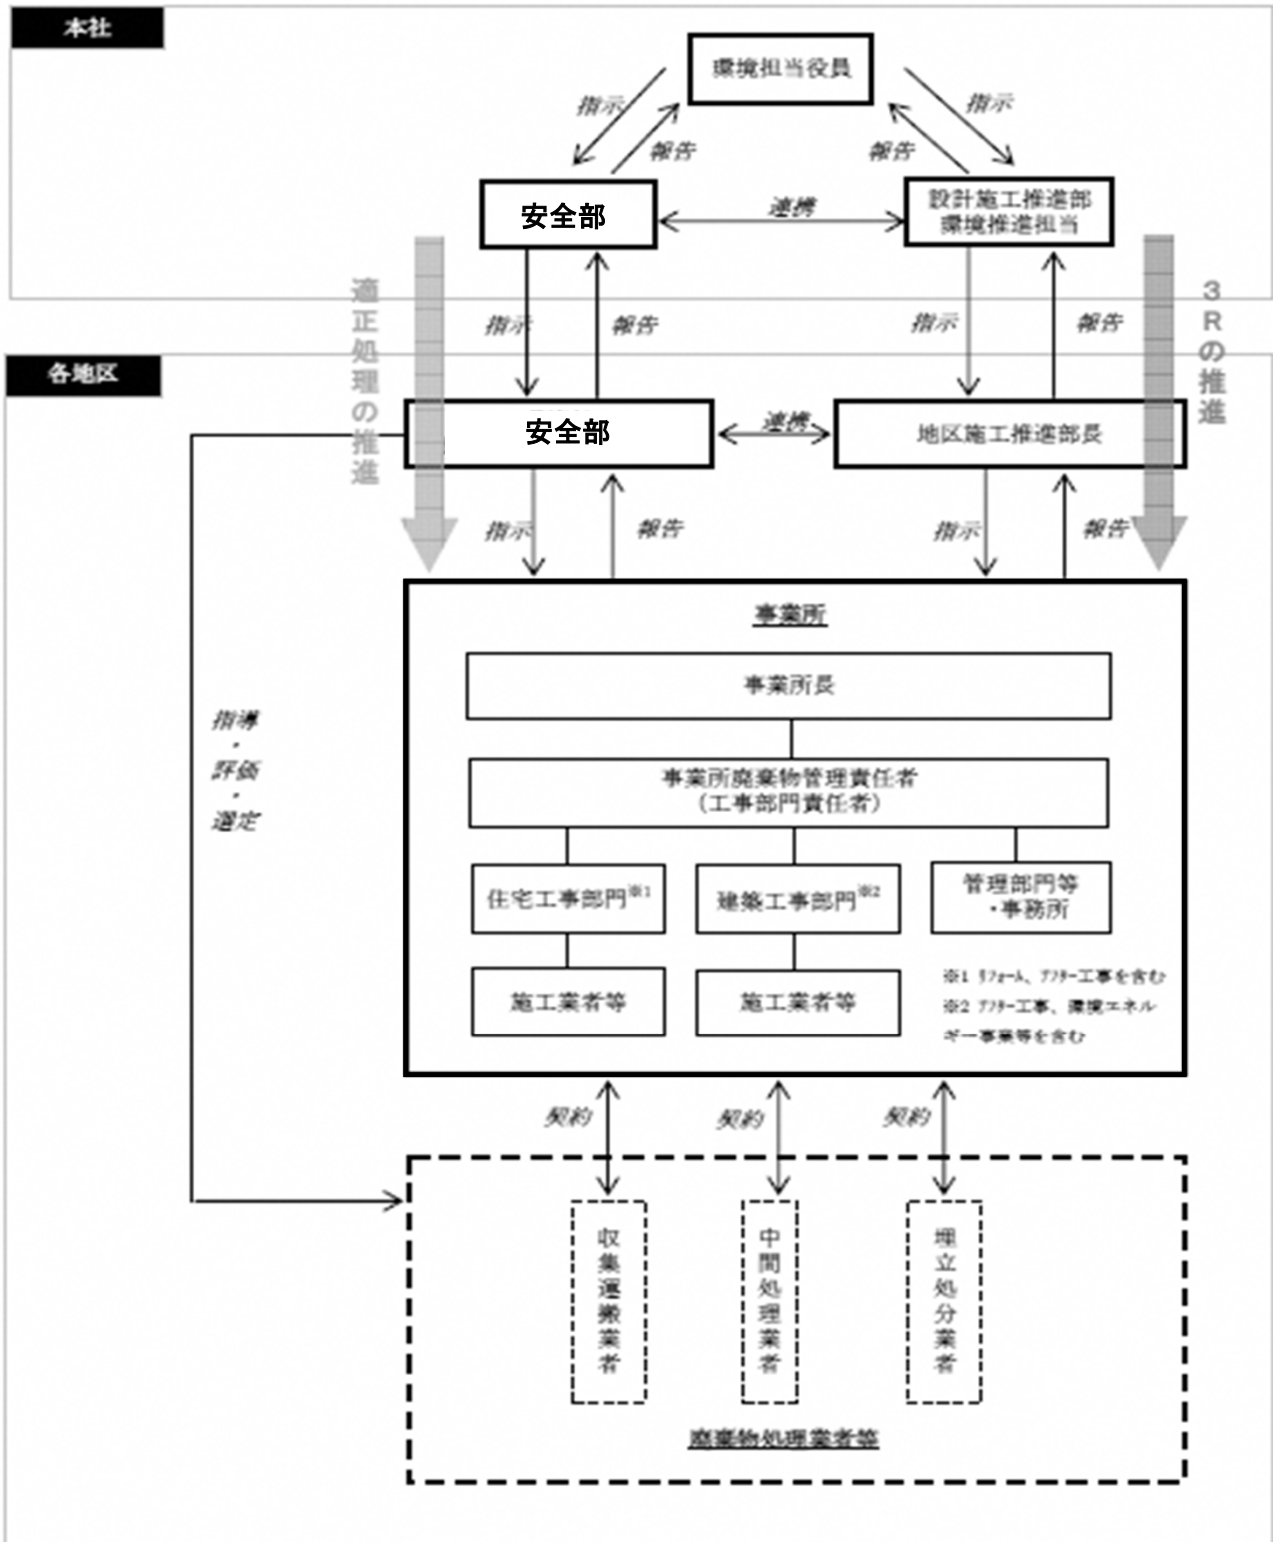 本社
環境担当役員
指示
指示
報告
報告
安全部
連携
設計施工推進部
環境推進担当
適正処理の推進
3Rの推進
指示
報告
指示
報告
各地区
安全部
連携
地区施工推進部長
指示
報告
指示
報告
事業所
事業所長
指導
・
評価
・
選定
事業所廃棄物管理責任者
（工事部門責任者）
住宅工事部門※1
建築工事部門※2
管理部門等
・事務所
施工業者等
施工業者等
※1 ﾘﾌｫｰﾑ、ｱﾌﾀｰ工事を含む
※2 ｱﾌﾀｰ工事、環境エネル
ギー事業等を含む
契約
契約
契約
収集運搬業者
中間処理業者
埋立処分業者
廃棄物処理業者等